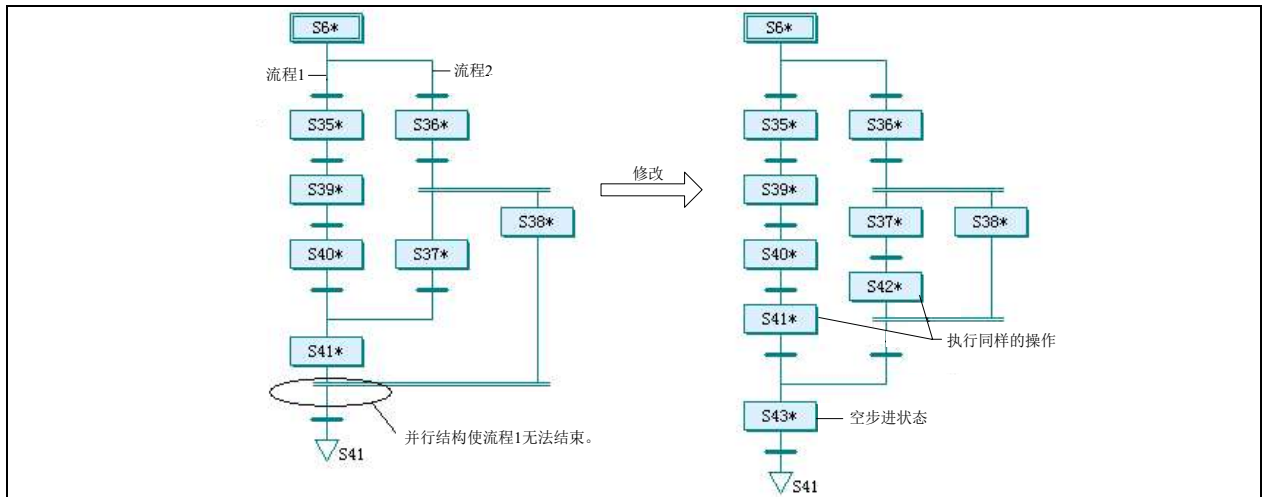 S6*
流程1
流程2
S35*
S36*
S39*
S38*
S40*
S37*
S41*
并行结构使流程1无法结束。
S41
修改
S6*
S35*
S36*
S39*
S37*
S38*
S40*
S42*
S41*
执行同样的操作
S43*
空步进状态
S41